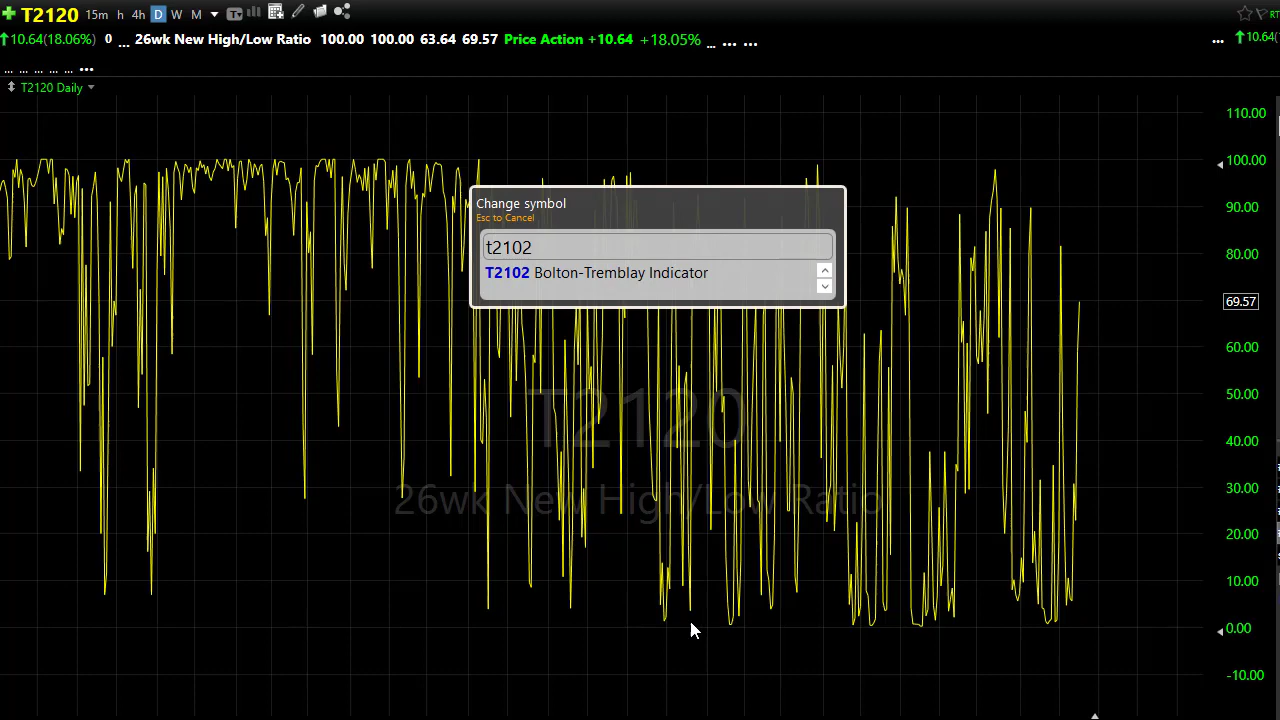 T2120 15m h 4h D W M T RT
10.64(18.06%) 0 ... 26wk New High/Low Ratio 100.00 100.00 63.64 69.57 Price Action +10.64 +18.05% ... ... ... ... 10.64(
... ... ... ... ... ...
T2120 Daily
110.00
100.00
90.00
80.00
69.57
60.00
50.00
40.00
30.00
20.00
10.00
0.00
-10.00
Change symbol
Esc to Cancel
t2102
T2102 Bolton-Tremblay Indicator
T2120
26wk New High/Low Ratio